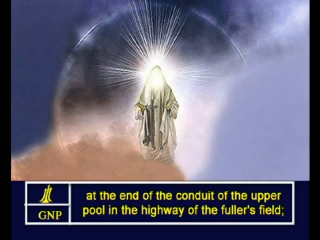 at the end of the conduit of the upper
pool in the highway of the fuller's field;
GNP